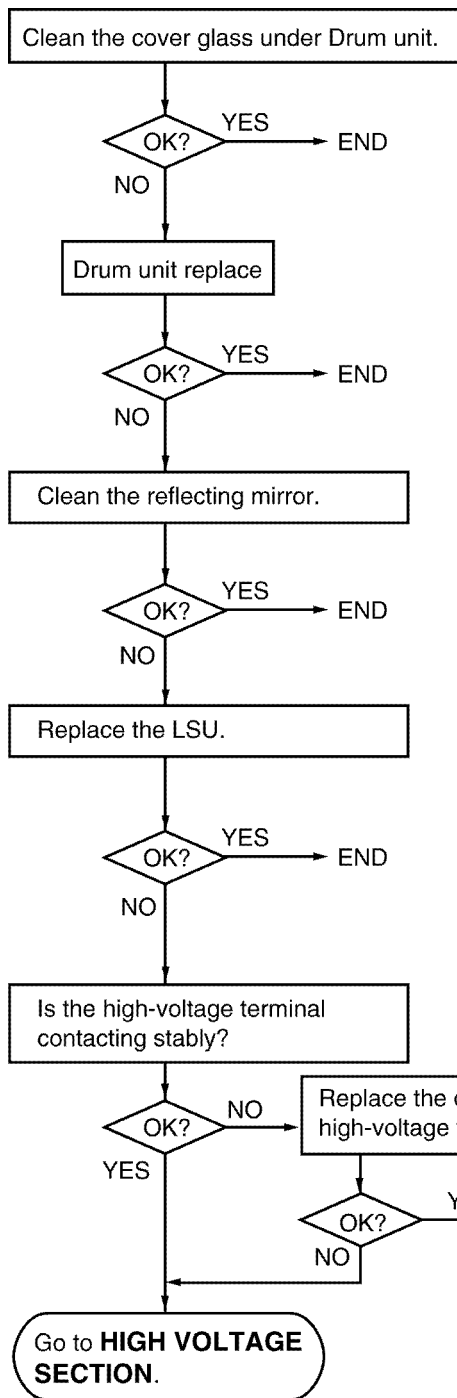 Clean the cover glass under Drum unit.
OK?
YES
END
NO
Drum unit replace
OK?
YES
END
NO
Clean the reflecting mirror.
OK?
YES
END
NO
Replace the LSU.
OK?
YES
END
NO
Is the high-voltage terminal
contacting stably?
OK?
NO
YES
Replace the
high-voltage
OK?
NO
Go to HIGH VOLTAGE
SECTION.